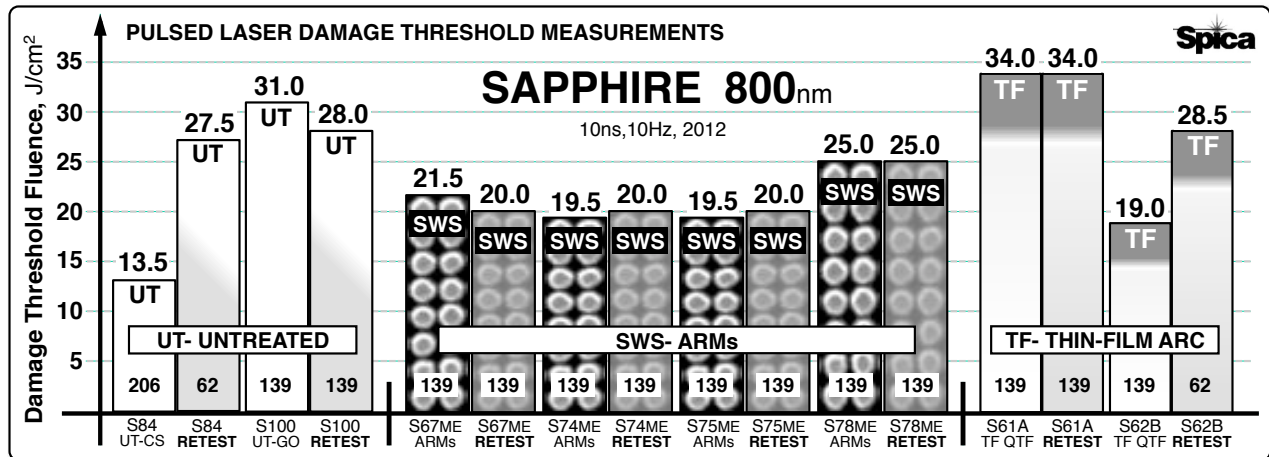 PULSED LASER DAMAGE THRESHOLD MEASUREMENTS
Spica
SAPPHIRE 800nm
10ns,10Hz, 2012
Damage Threshold Fluence, J/cm²
35
30
25
20
15
10
5
13.5
UT
27.5
UT
31.0
UT
28.0
UT
21.5
SWS
20.0
SWS
19.5
SWS
20.0
SWS
19.5
SWS
20.0
SWS
25.0
SWS
25.0
SWS
34.0
TF
34.0
TF
19.0
TF
28.5
TF
UT- UNTREATED
SWS- ARMs
TF- THIN-FILM ARC
206 62 139 139 139 139 139 139 139 139 139 139 139 139 139 62
S84 S84 S100 S100 S67ME S67ME S74ME S74ME S75ME S75ME S78ME S78ME S61A S61A S62B S62B
UT-CS RETEST UT-GO RETEST ARMs RETEST ARMs RETEST ARMs RETEST ARMs RETEST TF QTF RETEST TF QTF RETEST